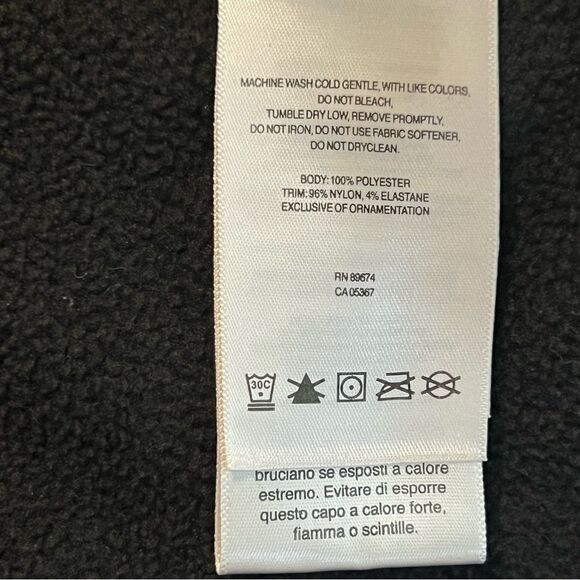 MACHINE WASH COLD GENTLE, WITH LIKE COLORS,
DO NOT BLEACH,
TUMBLE DRY LOW, REMOVE PROMPTLY,
DO NOT IRON, DO NOT USE FABRIC SOFTENER,
DO NOT DRYCLEAN.
BODY: 100% POLYESTER
TRIM: 96% NYLON, 4% ELASTANE
EXCLUSIVE OF ORNAMENTATION
RN 89674
CA 05367
30C
bruciano se esposti a calore
estremo. Evitare di esporre
questo capo a calore forte,
fiamma o scintille.